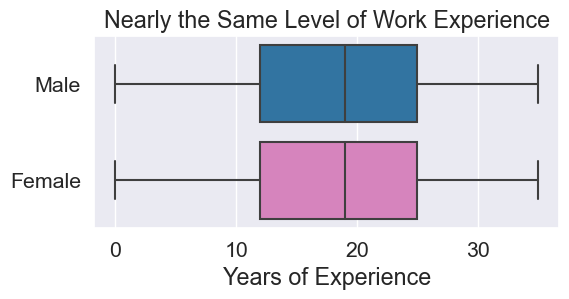 Nearly the Same Level of Work Experience
Male
Female
0 10 20 30
Years of Experience